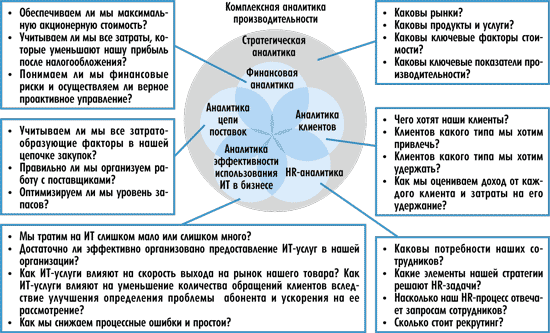 • Обеспечиваем ли мы максималь-
ную акционерную стоимость?
• Учитываем ли мы все затраты, ко-
торые уменьшают нашу прибыль
после налогообложения?
• Понимаем ли мы финансовые
риски и осуществляем ли верное
проактивное управление?
Комплексная аналитика
производительности
Стратегическая
аналитика
Финансовая
аналитика
Аналитика
цепи
поставок
Аналитика
клиентов
Аналитика
эффективности
использования
ИТ в бизнесе
HR-аналитика
• Каковы рынки?
• Каковы продукты и услуги?
• Каковы ключевые факторы стои-
мости?
• Каковы ключевые показатели про-
изводительности?
• Учитываем ли мы все затрато-
образующие факторы в нашей
цепочке закупок?
• Правильно ли мы организуем ра-
боту с поставщиками?
• Оптимизируем ли мы уровень за-
пасов?
• Чего хотят наши клиенты?
• Клиентов какого типа мы хотим
привлечь?
• Клиентов какого типа мы хотим
удержать?
• Как мы оцениваем доход от каж-
дого клиента и затраты на его
удержание?
• Мы тратим на ИТ слишком мало или слишком много?
• Достаточно ли эффективно организовано предоставление ИТ-услуг в нашей
организации?
• Как ИТ-услуги влияют на скорость выхода на рынок нашего товара? Как
ИТ-услуги влияют на уменьшение количества обращений клиентов вслед-
ствие улучшения определения проблемы абонента и ускорения на ее
рассмотрение?
• Как мы снижаем процессные ошибки и простои?
• Каковы потребности наших со-
трудников?
• Какие элементы нашей стратегии
решают HR-задачи?
• Насколько наш HR-процесс отвеча-
ет запросам сотрудников?
• Сколько стоит рекрутинг?